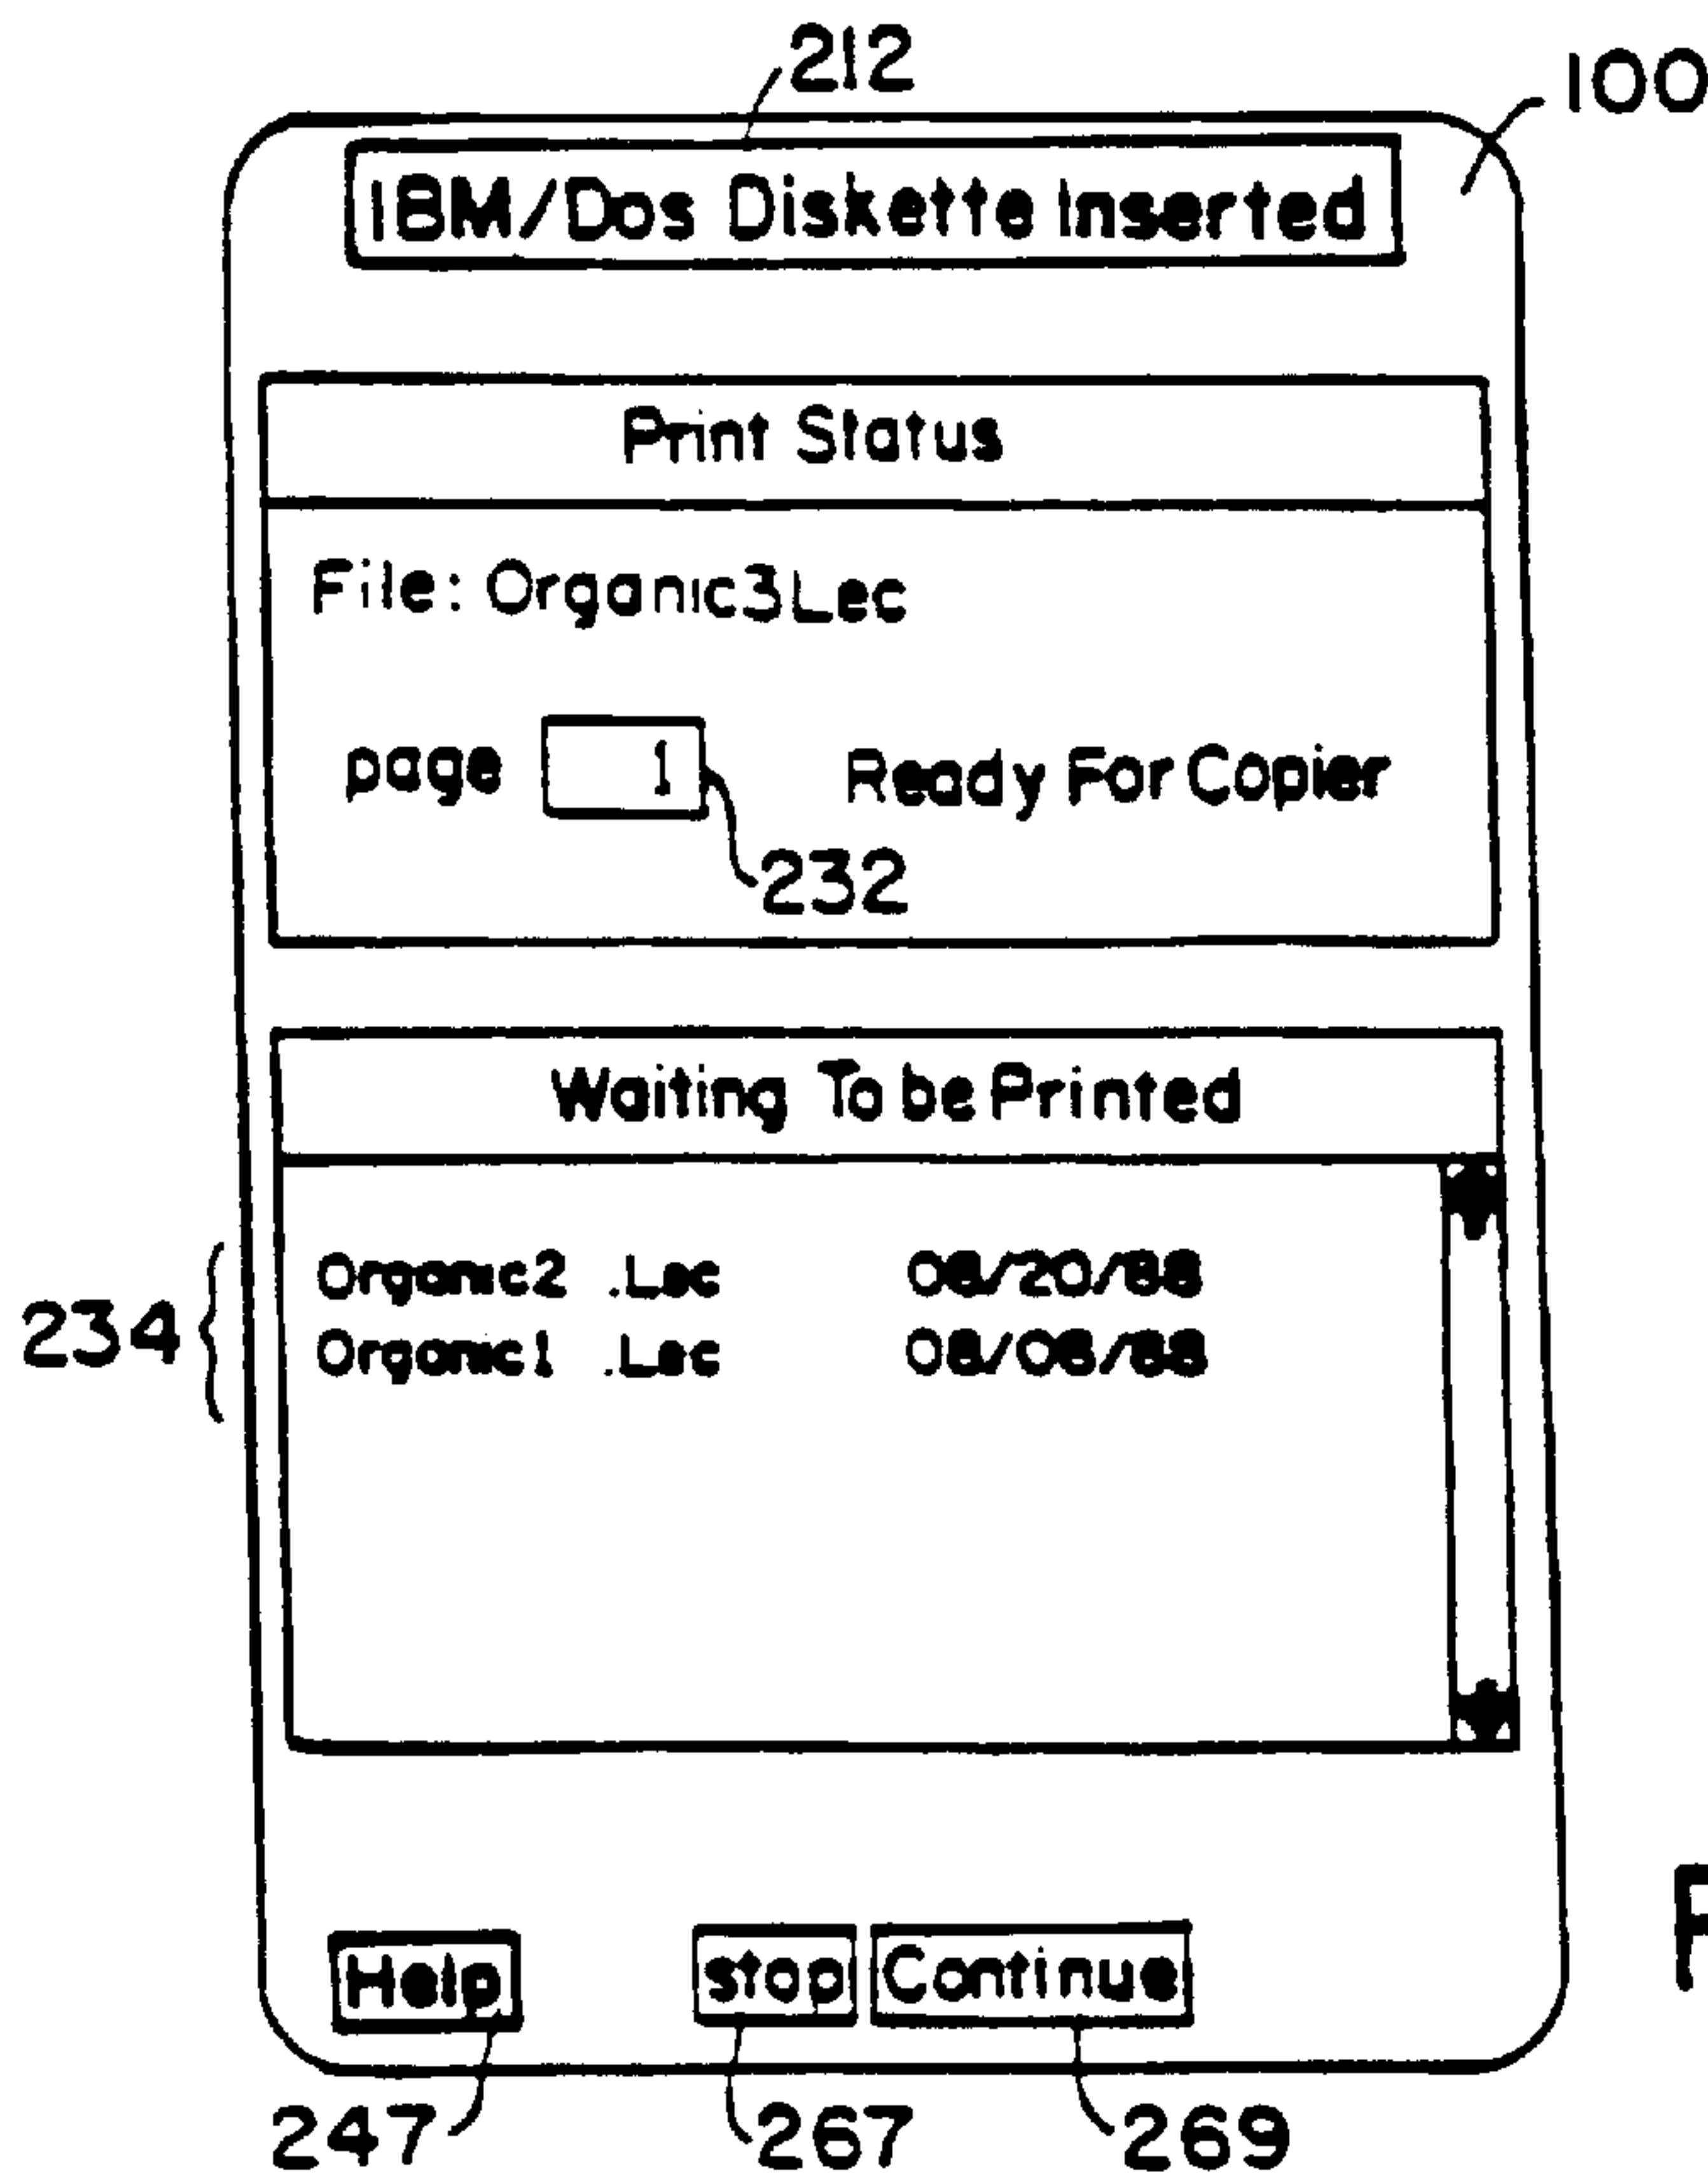 212
100
IBM/Dos Diskette Inserted
Print Status
File: Organic3Lec
page 1 Ready For Copier
232
Waiting To be Printed
234
Organic2 .Lec 08/20/88
Organic1 .Lec 08/08/88
Help stop Continue
247 267 269